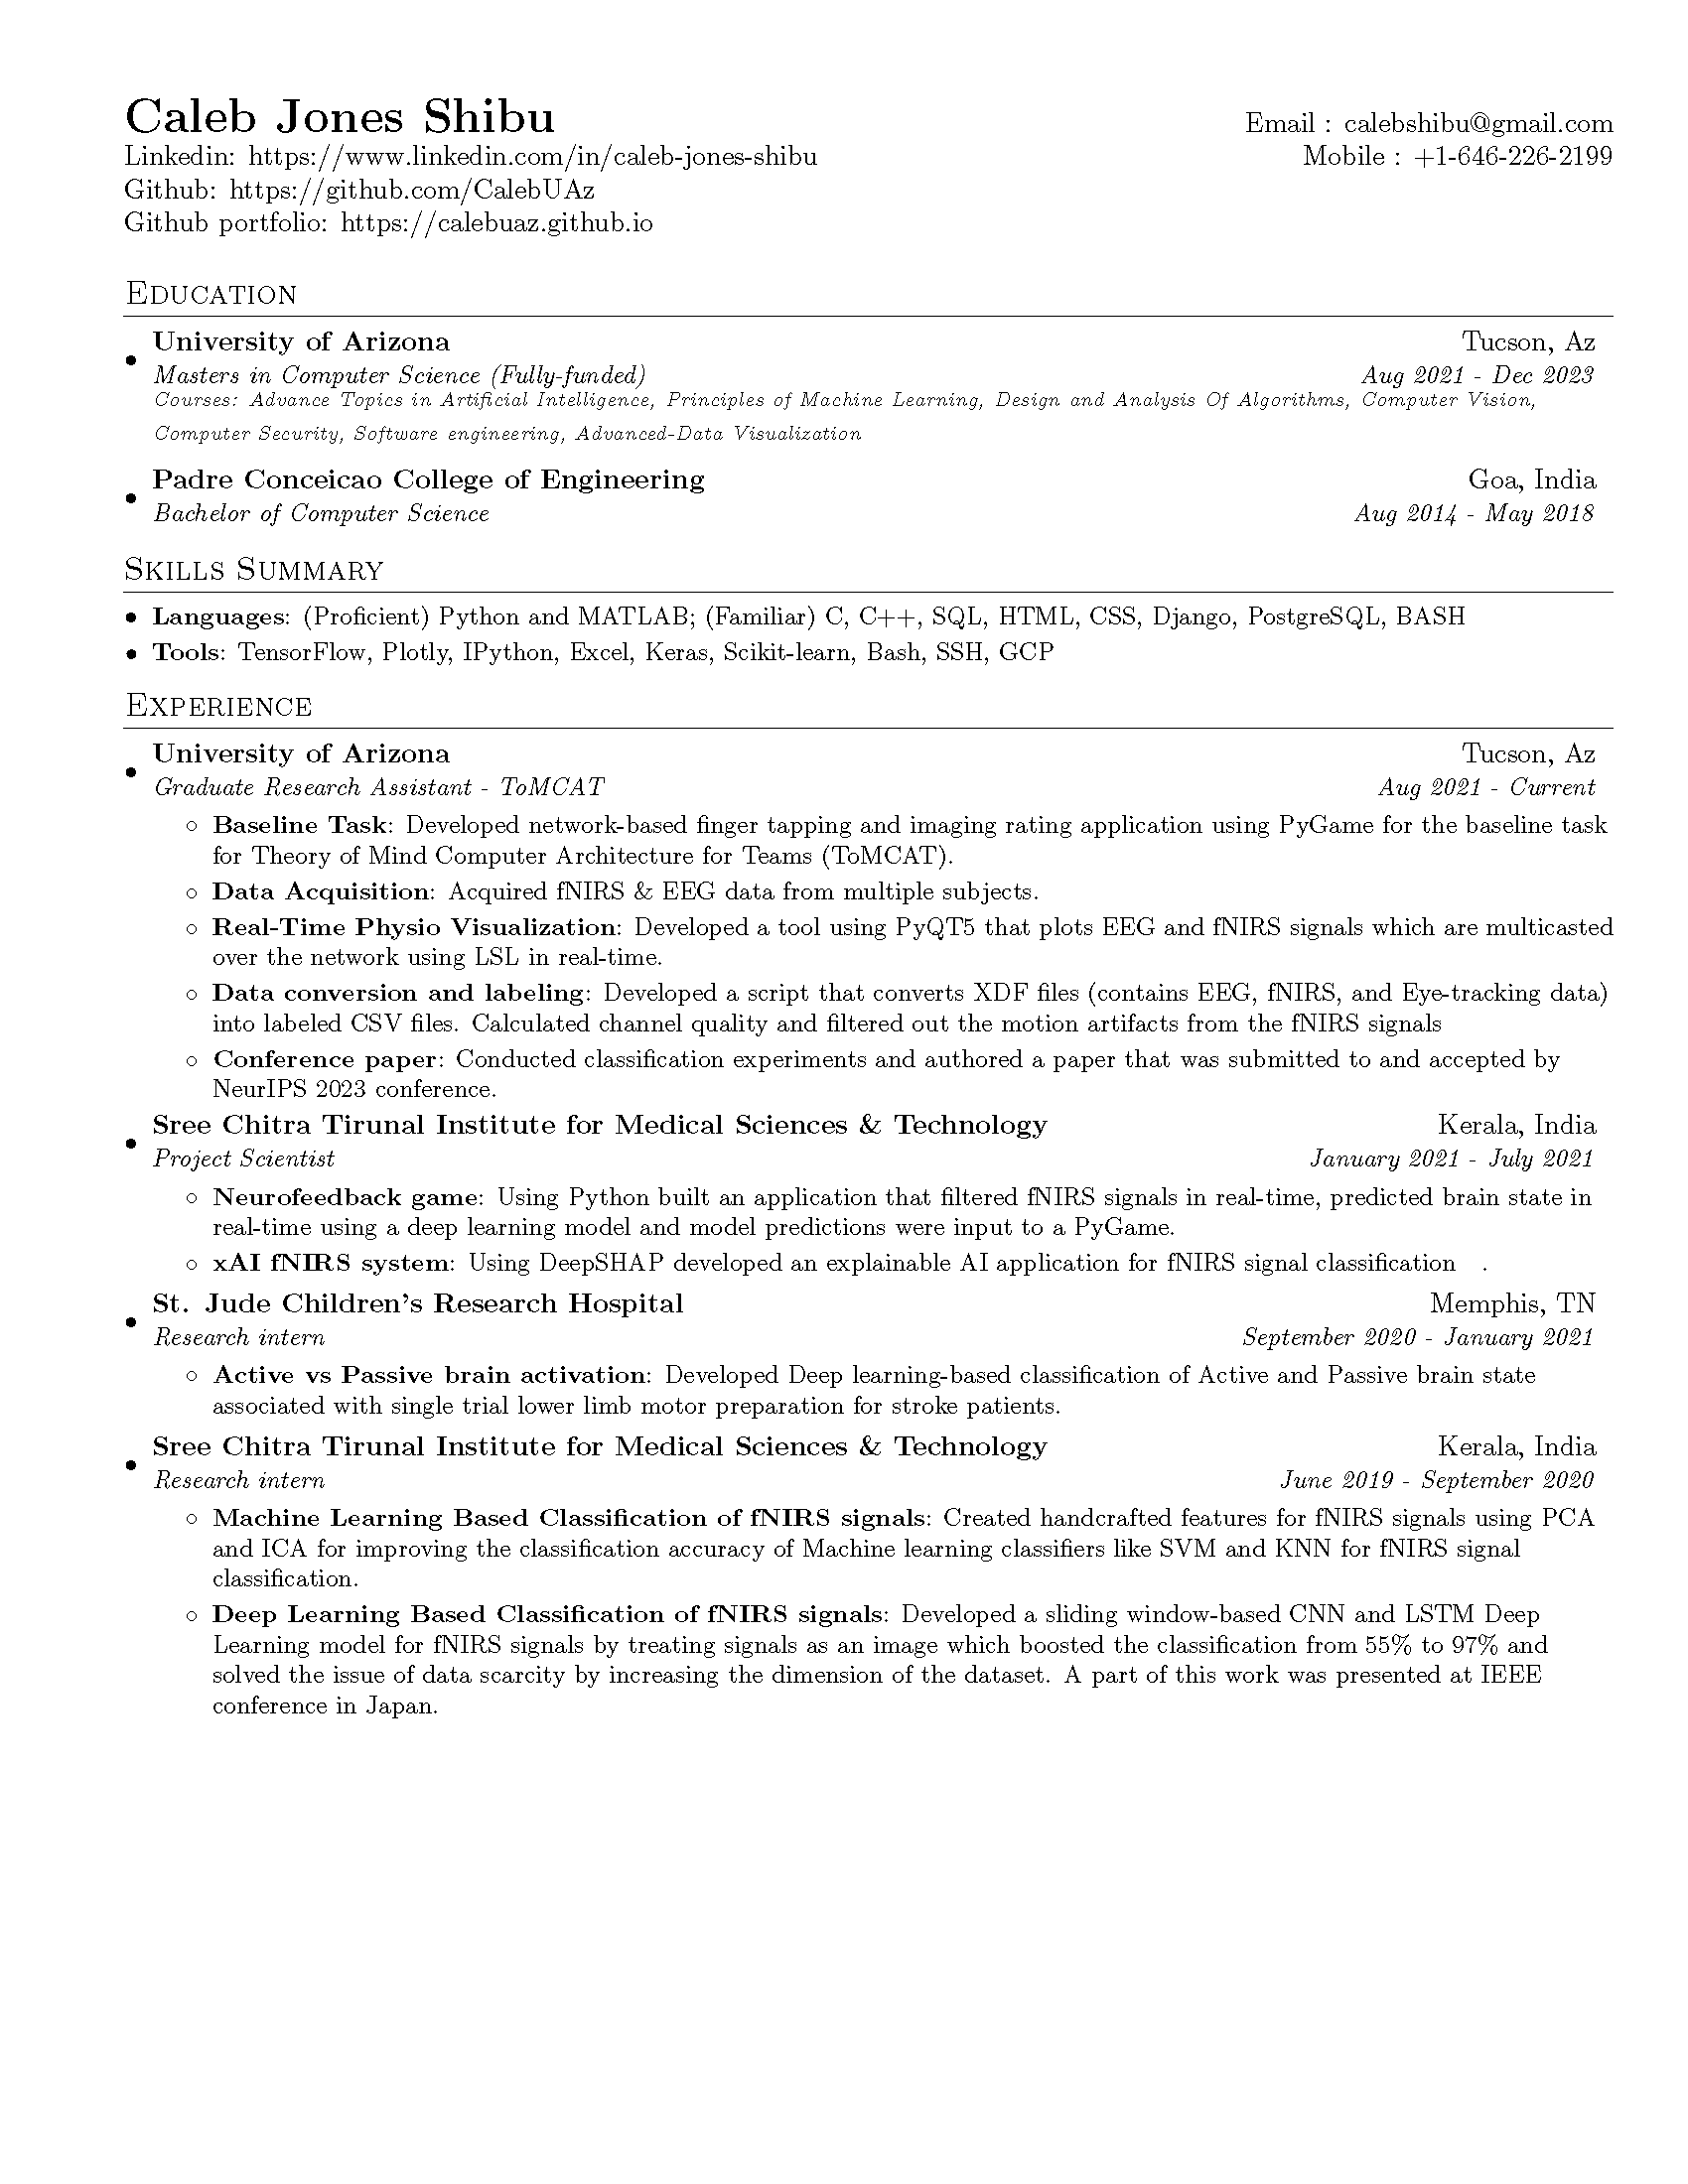 Caleb Jones Shibu
Email : calebshibu@gmail.com
Linkedin: https://www.linkedin.com/in/caleb-jones-shibu
Mobile : +1-646-226-2199
Github: https://github.com/CalebUAz
Github portfolio: https://calebuaz.github.io
Education
• University of Arizona Tucson, Az
Masters in Computer Science (Fully-funded) Aug 2021 - Dec 2023
Courses: Advance Topics in Artificial Intelligence, Principles of Machine Learning, Design and Analysis Of Algorithms, Computer Vision,
Computer Security, Software engineering, Advanced-Data Visualization
• Padre Conceicao College of Engineering Goa, India
Bachelor of Computer Science Aug 2014 - May 2018
Skills Summary
• Languages: (Proficient) Python and MATLAB; (Familiar) C, C++, SQL, HTML, CSS, Django, PostgreSQL, BASH
• Tools: TensorFlow, Plotly, IPython, Excel, Keras, Scikit-learn, Bash, SSH, GCP
Experience
• University of Arizona Tucson, Az
Graduate Research Assistant - ToMCAT Aug 2021 - Current
◦ Baseline Task: Developed network-based finger tapping and imaging rating application using PyGame for the baseline task
for Theory of Mind Computer Architecture for Teams (ToMCAT).
◦ Data Acquisition: Acquired fNIRS & EEG data from multiple subjects.
◦ Real-Time Physio Visualization: Developed a tool using PyQT5 that plots EEG and fNIRS signals which are multicasted
over the network using LSL in real-time.
◦ Data conversion and labeling: Developed a script that converts XDF files (contains EEG, fNIRS, and Eye-tracking data)
into labeled CSV files. Calculated channel quality and filtered out the motion artifacts from the fNIRS signals
◦ Conference paper: Conducted classification experiments and authored a paper that was submitted to and accepted by
NeurIPS 2023 conference.
• Sree Chitra Tirunal Institute for Medical Sciences & Technology Kerala, India
Project Scientist January 2021 - July 2021
◦ Neurofeedback game: Using Python built an application that filtered fNIRS signals in real-time, predicted brain state in
real-time using a deep learning model and model predictions were input to a PyGame.
◦ xAI fNIRS system: Using DeepSHAP developed an explainable AI application for fNIRS signal classification .
• St. Jude Children's Research Hospital Memphis, TN
Research intern September 2020 - January 2021
◦ Active vs Passive brain activation: Developed Deep learning-based classification of Active and Passive brain state
associated with single trial lower limb motor preparation for stroke patients.
• Sree Chitra Tirunal Institute for Medical Sciences & Technology Kerala, India
Research intern June 2019 - September 2020
◦ Machine Learning Based Classification of fNIRS signals: Created handcrafted features for fNIRS signals using PCA
and ICA for improving the classification accuracy of Machine learning classifiers like SVM and KNN for fNIRS signal
classification.
◦ Deep Learning Based Classification of fNIRS signals: Developed a sliding window-based CNN and LSTM Deep
Learning model for fNIRS signals by treating signals as an image which boosted the classification from 55% to 97% and
solved the issue of data scarcity by increasing the dimension of the dataset. A part of this work was presented at IEEE
conference in Japan.